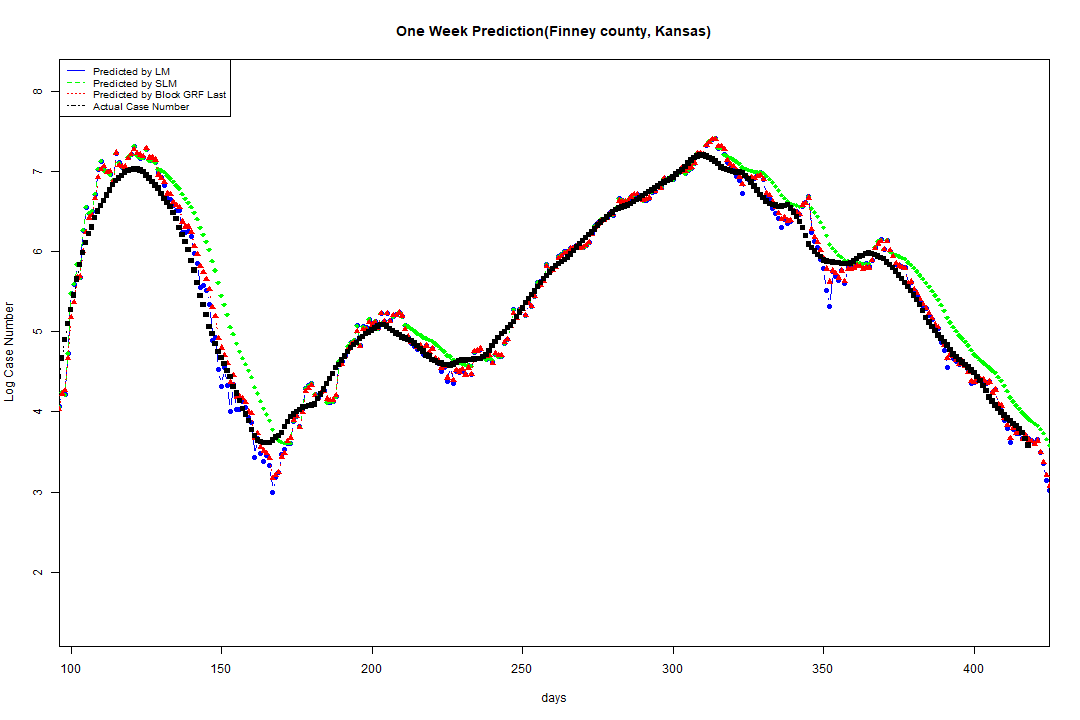 One Week Prediction(Finney county, Kansas)
Predicted by LM
Predicted by SLM
Predicted by Block GRF Last
Actual Case Number
8
7
6
5
4
3
2
Log Case Number
100 150 200 250 300 350 400
days